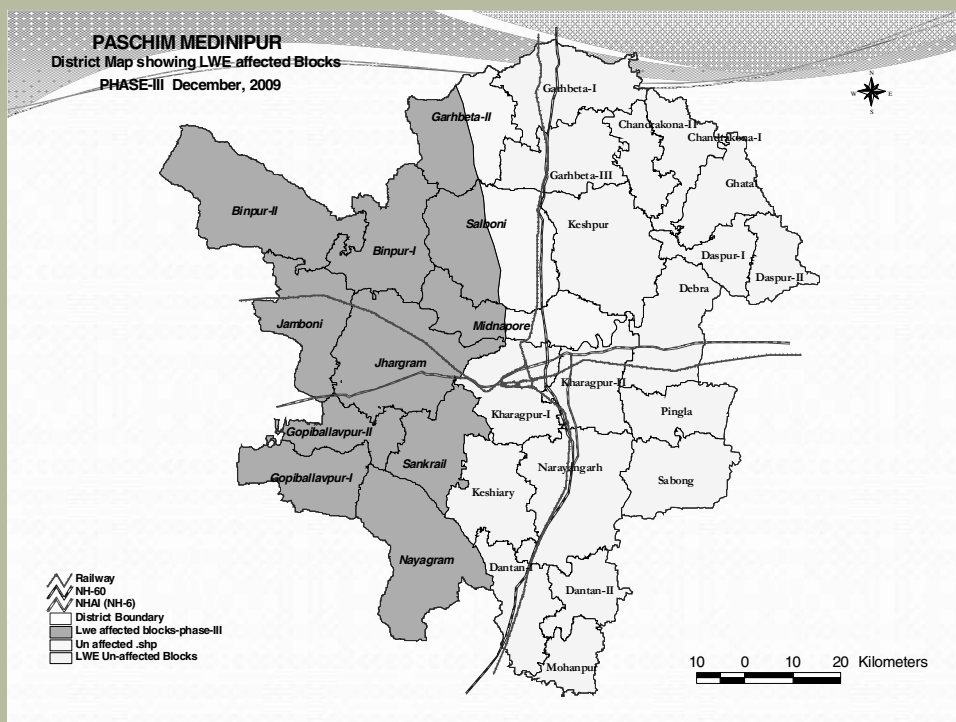 PASCHIM MEDINIPUR
District Map showing LWE affected Blocks
PHASE-III December, 2009
N
W E
S
Garhbeta-I
Garhbeta-II
Chandrakona-II
Chandrakona-I
Garhbeta-III
Ghatal
Binpur-II
Salboni
Keshpur
Binpur-I
Daspur-I
Daspur-II
Debra
Jamboni
Midnapore
Jhargram
Kharagpur-II
Kharagpur-I
Pingla
Gopiballavpur-II
Sankrail
Narayangarh
Gopiballavpur-I
Sabong
Keshiary
Nayagram
Dantan-I
Dantan-II
Mohanpur
Railway
NH-60
NHAI (NH-6)
District Boundary
Lwe affected blocks-phase-III
Un affected .shp
LWE Un-affected Blocks
10 0 10 20 Kilometers